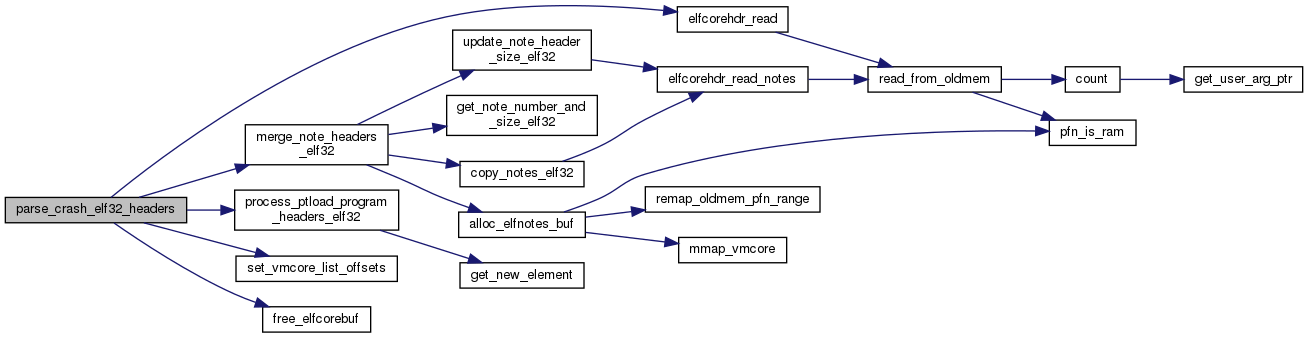 elfcorehdr_read
update_note_header
_size_elf32
elfcorehdr_read_notes
read_from_oldmem
count
get_user_arg_ptr
get_note_number_and
_size_elf32
pfn_is_ram
merge_note_headers
_elf32
copy_notes_elf32
parse_crash_elf32_headers
process_ptload_program
_headers_elf32
remap_oldmem_pfn_range
alloc_elfnotes_buf
mmap_vmcore
set_vmcore_list_offsets
get_new_element
free_elfcorebuf